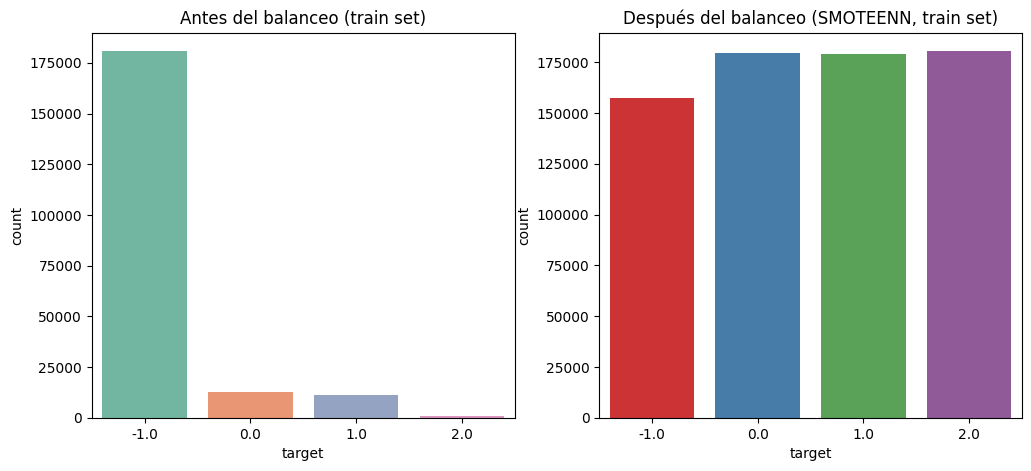 Antes del balanceo (train set)
175000
150000
125000
100000
75000
50000
25000
0
count
-1.0 0.0 1.0 2.0
target
Después del balanceo (SMOTEENN, train set)
175000
150000
125000
100000
75000
50000
25000
0
count
-1.0 0.0 1.0 2.0
target